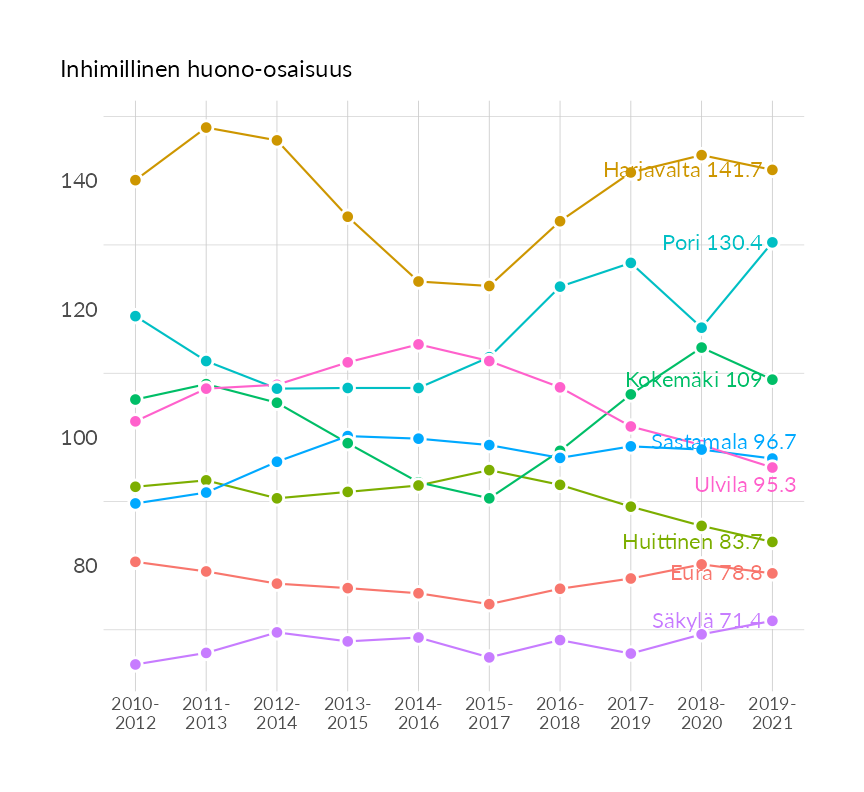 Inhimillinen huono-osaisuus
140
120
100
80
Harjavalta 141.7
Pori 130.4
Kokemäki 109
Sastamala 96.7
Ulvila 95.3
Huittinen 83.7
Eura 78.8
Säkylä 71.4
2010- 2011- 2012- 2013- 2014- 2015- 2016- 2017- 2018- 2019-
2012 2013 2014 2015 2016 2017 2018 2019 2020 2021